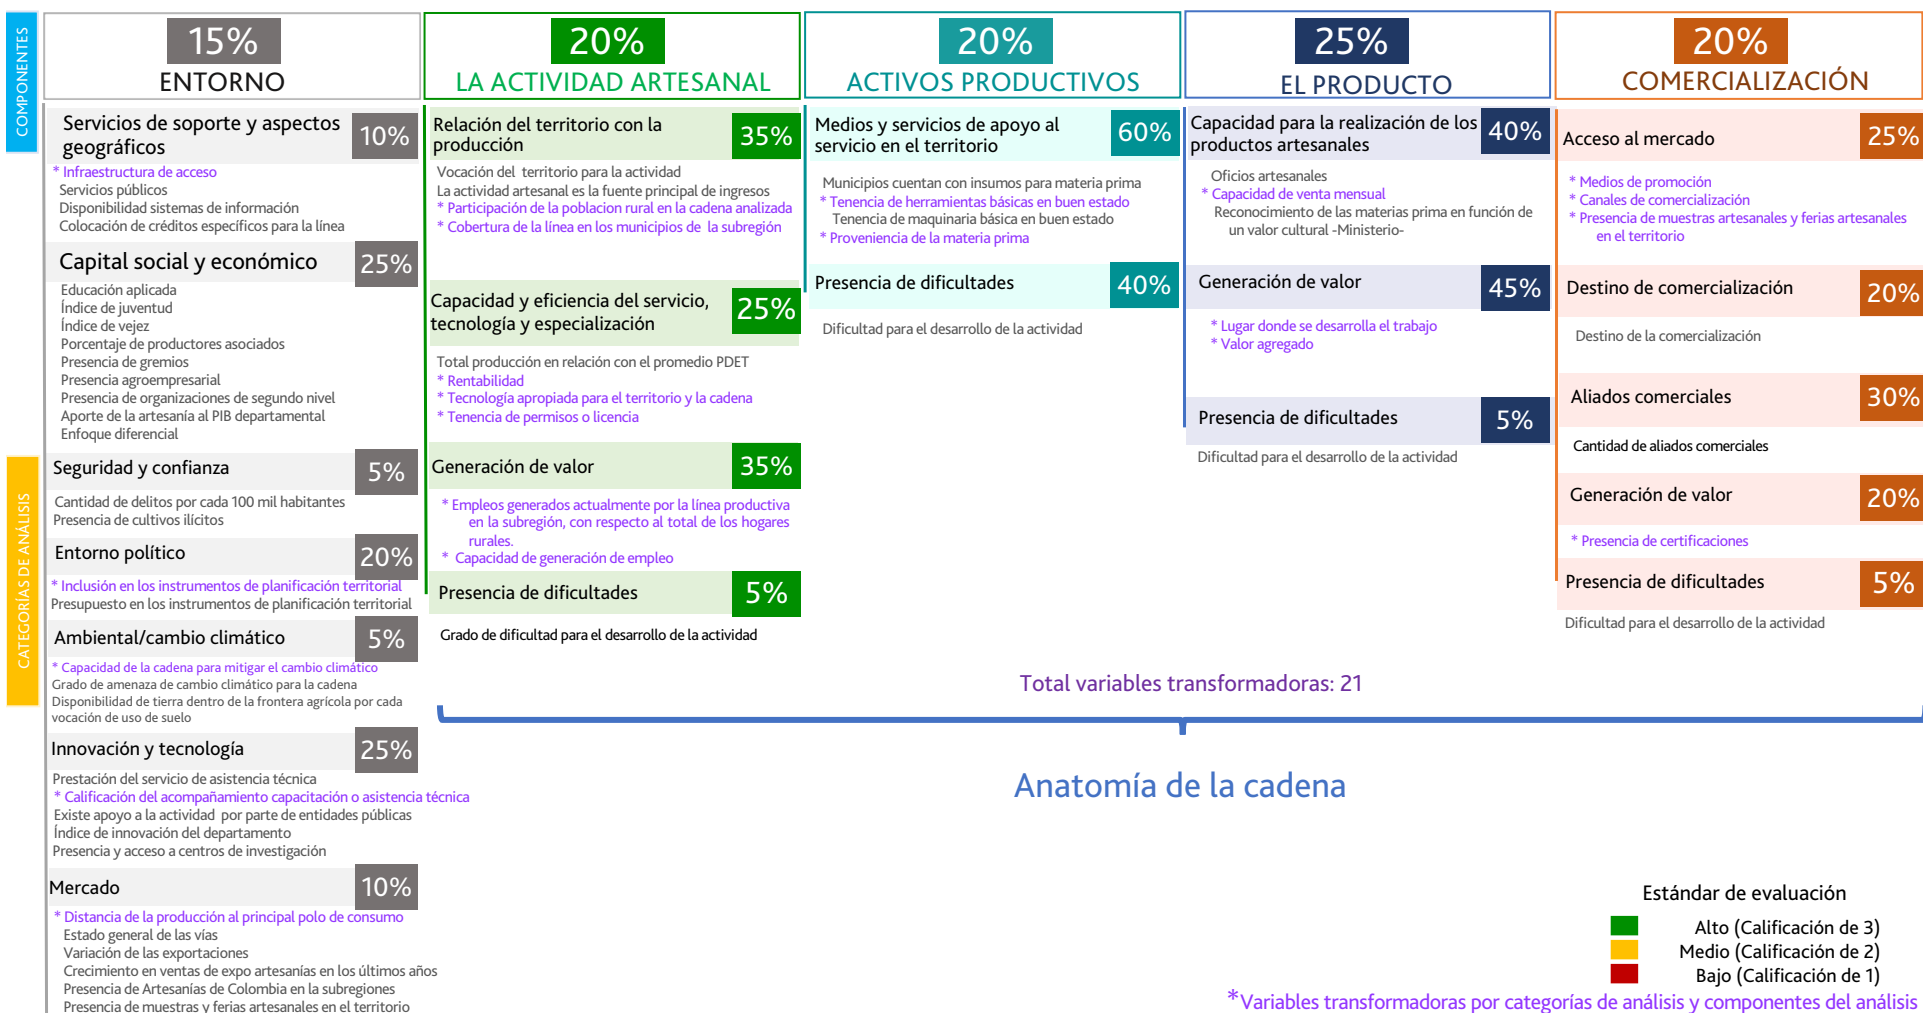 COMPONENTES
CATEGORÍAS DE ANÁLISIS
15%
ENTORNO
Servicios de soporte y aspectos
geográficos
10%
* Infraestructura de acceso
Servicios públicos
Disponibilidad sistemas de información
Colocación de créditos específicos para la línea
Capital social y económico
25%
Educación aplicada
Índice de juventud
Índice de vejez
Porcentaje de productores asociados
Presencia de gremios
Presencia agroempresarial
Presencia de organizaciones de segundo nivel
Aporte de la artesanía al PIB departamental
Enfoque diferencial
Seguridad y confianza
5%
Cantidad de delitos por cada 100 mil habitantes
Presencia de cultivos ilícitos
Entorno político
20%
* Inclusión en los instrumentos de planificación territorial
Presupuesto en los instrumentos de planificación territorial
Ambiental/cambio climático
5%
* Capacidad de la cadena para mitigar el cambio climático
Grado de amenaza de cambio climático para la cadena
Disponibilidad de tierra dentro de la frontera agrícola por cada
vocación de uso de suelo
Innovación y tecnología
25%
Prestación del servicio de asistencia técnica
* Calificación del acompañamiento capacitación o asistencia técnica
Existe apoyo a la actividad por parte de entidades públicas
Índice de innovación del departamento
Presencia y acceso a centros de investigación
Mercado
10%
* Distancia de la producción al principal polo de consumo
Estado general de las vías
Variación de las exportaciones
Crecimiento en ventas de expo artesanías en los últimos años
Presencia de Artesanías de Colombia en la subregiones
Presencia de muestras y ferias artesanales en el territorio
20%
LA ACTIVIDAD ARTESANAL
Relación del territorio con la
producción
35%
Vocación del territorio para la actividad
La actividad artesanal es la fuente principal de ingresos
* Participación de la poblacion rural en la cadena analizada
* Cobertura de la línea en los municipios de la subregión
Capacidad y eficiencia del servicio,
tecnología y especialización
25%
Total producción en relación con el promedio PDET
* Rentabilidad
* Tecnología apropiada para el territorio y la cadena
* Tenencia de permisos o licencia
Generación de valor
35%
* Empleos generados actualmente por la línea productiva
en la subregión, con respecto al total de los hogares
rurales.
* Capacidad de generación de empleo
Presencia de dificultades
5%
Grado de dificultad para el desarrollo de la actividad
20%
ACTIVOS PRODUCTIVOS
Medios y servicios de apoyo al
servicio en el territorio
60%
Municipios cuentan con insumos para materia prima
* Tenencia de herramientas básicas en buen estado
Tenencia de maquinaria básica en buen estado
* Proveniencia de la materia prima
Presencia de dificultades
40%
Dificultad para el desarrollo de la actividad
25%
EL PRODUCTO
Capacidad para la realización de los
productos artesanales
40%
Oficios artesanales
* Capacidad de venta mensual
Reconocimiento de las materias prima en función de
un valor cultural -Ministerio-
Generación de valor
45%
* Lugar donde se desarrolla el trabajo
* Valor agregado
Presencia de dificultades
5%
Dificultad para el desarrollo de la actividad
20%
COMERCIALIZACIÓN
Acceso al mercado
25%
* Medios de promoción
* Canales de comercialización
* Presencia de muestras artesanales y ferias artesanales
en el territorio
Destino de comercialización
20%
Destino de la comercialización
Aliados comerciales
30%
Cantidad de aliados comerciales
Generación de valor
20%
* Presencia de certificaciones
Presencia de dificultades
5%
Dificultad para el desarrollo de la actividad
Total variables transformadoras: 21
Anatomía de la cadena
Estándar de evaluación
Alto (Calificación de 3)
Medio (Calificación de 2)
Bajo (Calificación de 1)
*Variables transformadoras por categorías de análisis y componentes del análisis